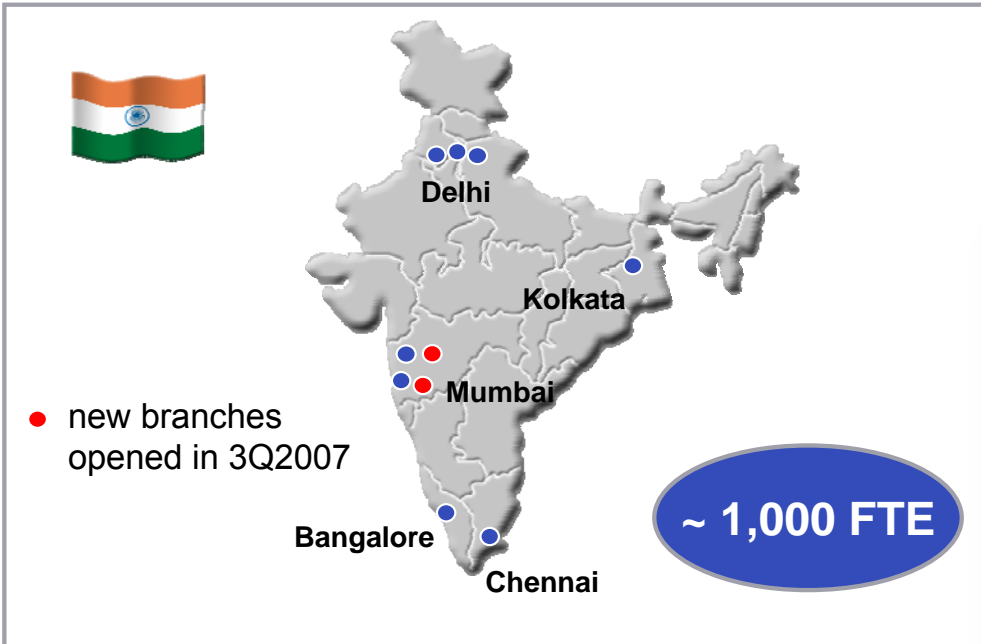 Delhi
Kolkata
Mumbai
new branches
opened in 3Q2007
~ 1,000 FTE
Bangalore
Chennai